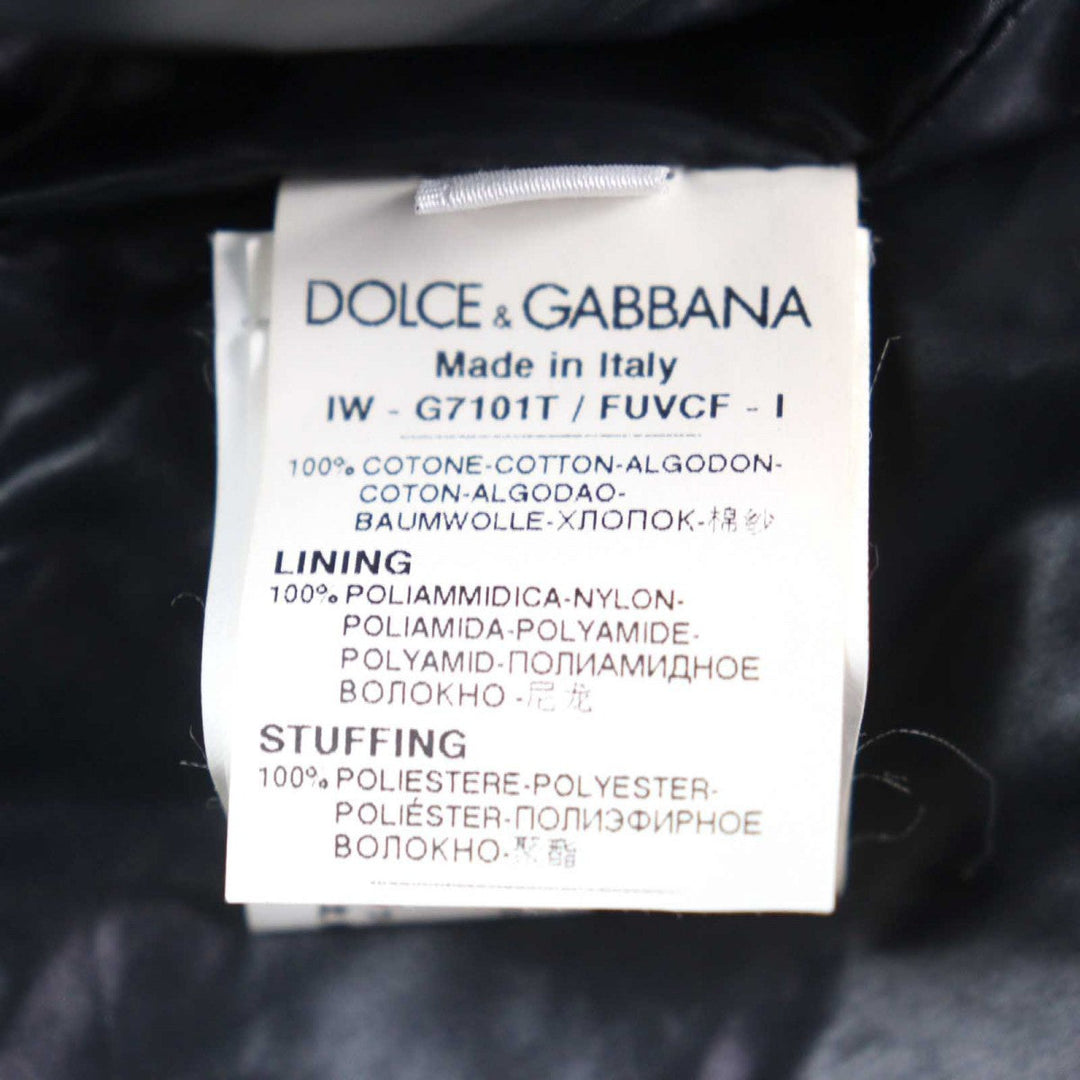 DOLCE & GABBANA
Made in Italy
IW - G7101T / FUVCF - I
100% COTONE-COTTON-ALGODON-
COTON-ALGODAO-
BAUMWOLLE-ХЛОПОК-棉纱
LINING
100% POLIAMMIDICA-NYLON-
POLIAMIDA-POLYAMIDE-
POLYAMID-ПОЛИАМИДНОЕ
ВОЛОКНО-尼龙
STUFFING
100% POLIESTERE-POLYESTER-
POLIÉSTER-ПОЛИЭФИРНОЕ
ВОЛОКНО-聚酯